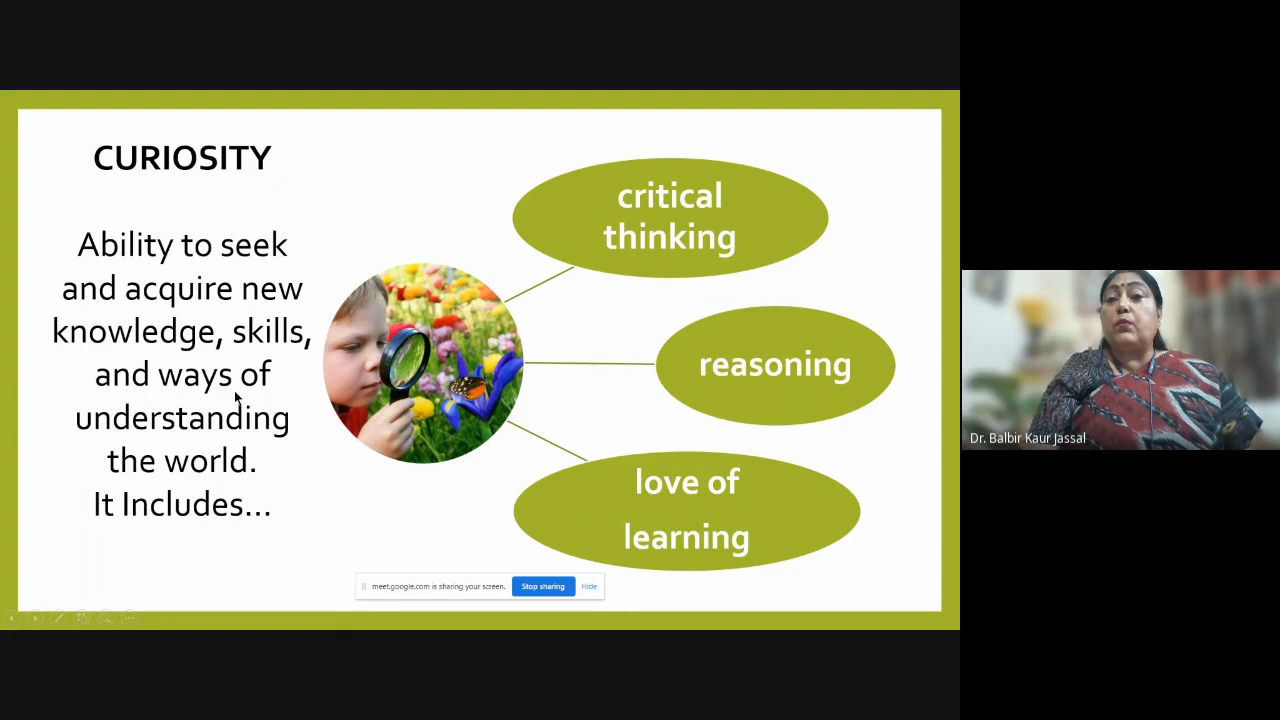 CURIOSITY
Ability to seek
and acquire new
knowledge, skills,
and ways of
understanding
the world.
It Includes...
critical
thinking
reasoning
love of
learning
meet.google.com is sharing your screen. Stop sharing Hide
Dr. Balbir Kaur Jassal